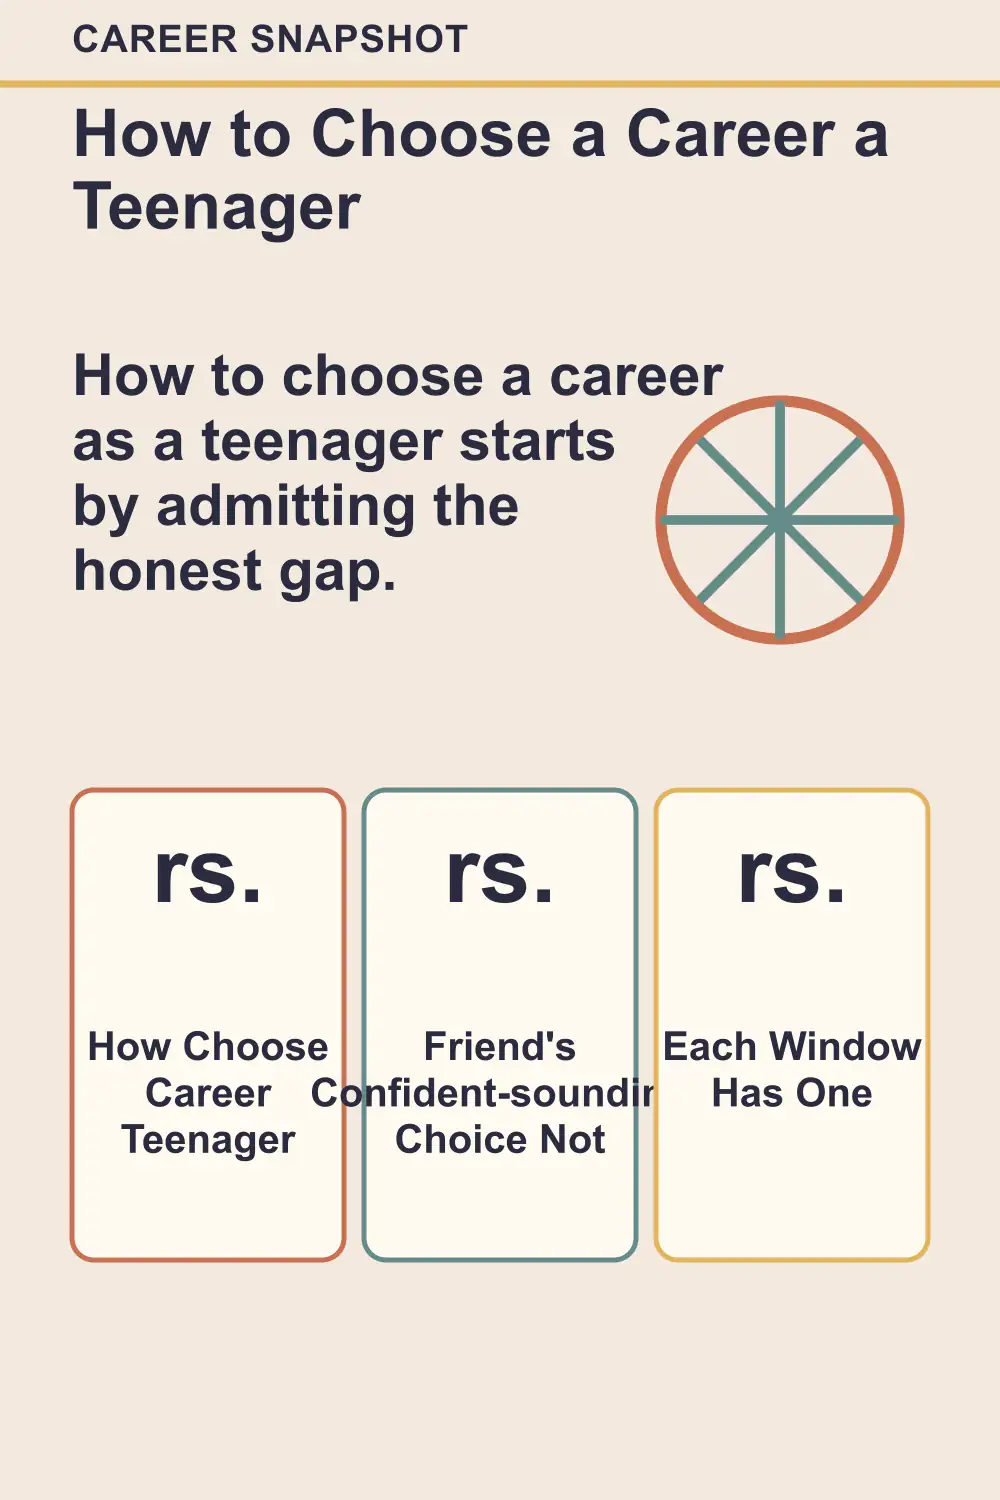 CAREER SNAPSHOT
How to Choose a Career a
Teenager
How to choose a career
as a teenager starts
by admitting the
honest gap.
rs.
How Choose
Career
Teenager
rs.
Friend's
Confident-soundin
Choice Not
rs.
Each Window
Has One